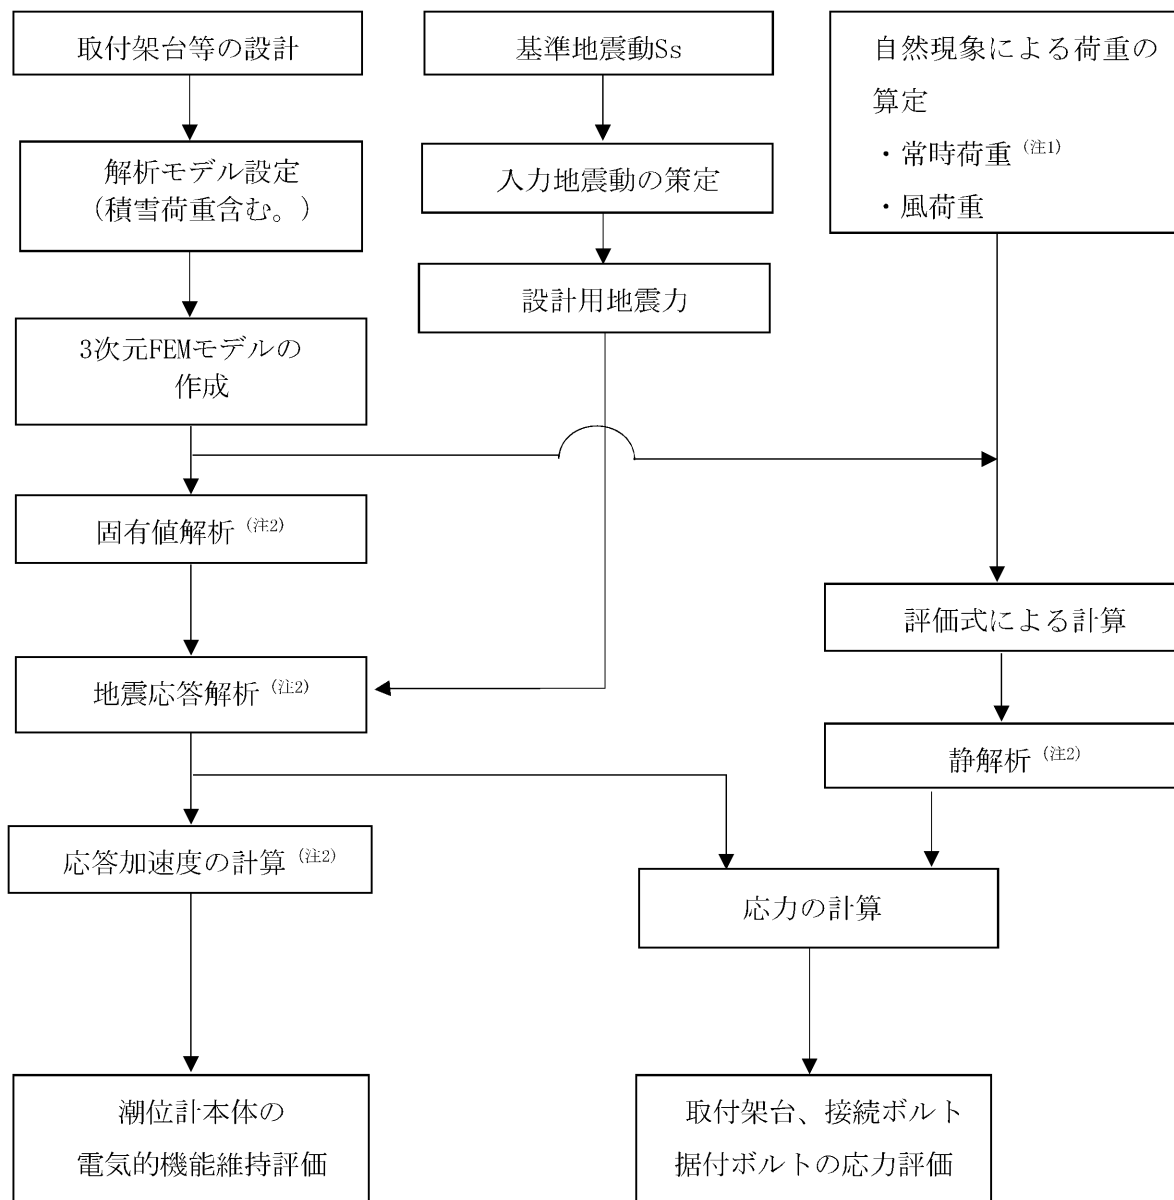 取付架台等の設計
基準地震動Ss
自然現象による荷重の
算定
・常時荷重(注1)
・風荷重
解析モデル設定
(積雪荷重含む。)
入力地震動の策定
設計用地震力
3次元FEMモデルの
作成
固有値解析(注2)
評価式による計算
地震応答解析(注2)
静解析(注2)
応答加速度の計算(注2)
応力の計算
潮位計本体の
電気的機能維持評価
取付架台、接続ボルト
据付ボルトの応力評価